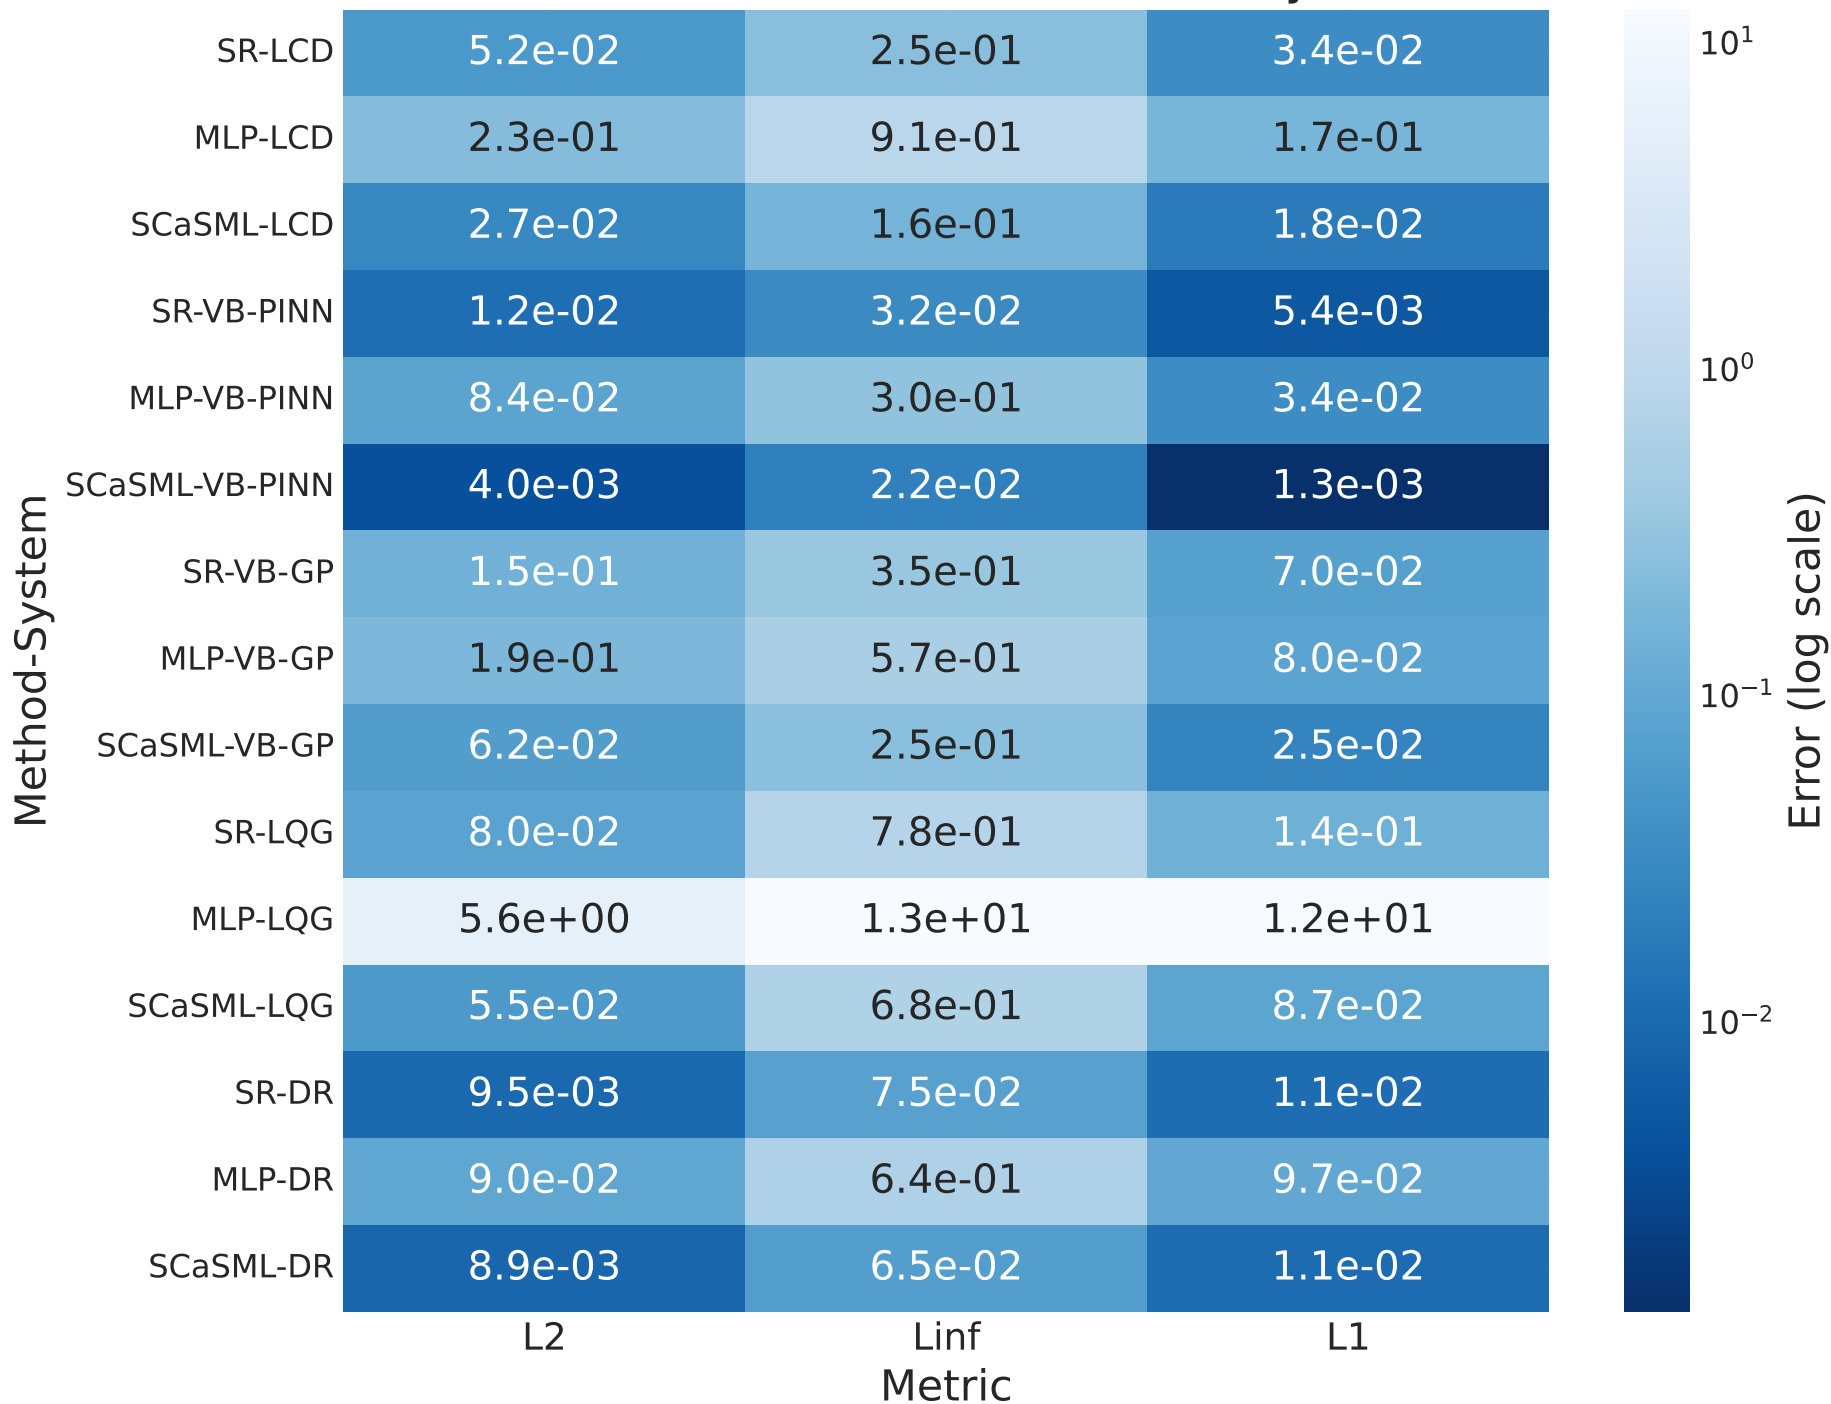 SR-LCD 5.2e-02 2.5e-01 3.4e-02
MLP-LCD 2.3e-01 9.1e-01 1.7e-01
SCaSML-LCD 2.7e-02 1.6e-01 1.8e-02
SR-VB-PINN 1.2e-02 3.2e-02 5.4e-03
MLP-VB-PINN 8.4e-02 3.0e-01 3.4e-02
SCaSML-VB-PINN 4.0e-03 2.2e-02 1.3e-03
SR-VB-GP 1.5e-01 3.5e-01 7.0e-02
MLP-VB-GP 1.9e-01 5.7e-01 8.0e-02
SCaSML-VB-GP 6.2e-02 2.5e-01 2.5e-02
SR-LQG 8.0e-02 7.8e-01 1.4e-01
MLP-LQG 5.6e+00 1.3e+01 1.2e+01
SCaSML-LQG 5.5e-02 6.8e-01 8.7e-02
SR-DR 9.5e-03 7.5e-02 1.1e-02
MLP-DR 9.0e-02 6.4e-01 9.7e-02
SCaSML-DR 8.9e-03 6.5e-02 1.1e-02
L2 Linf L1
Metric
Method-System
10¹
10⁰
10⁻¹
10⁻²
Error (log scale)